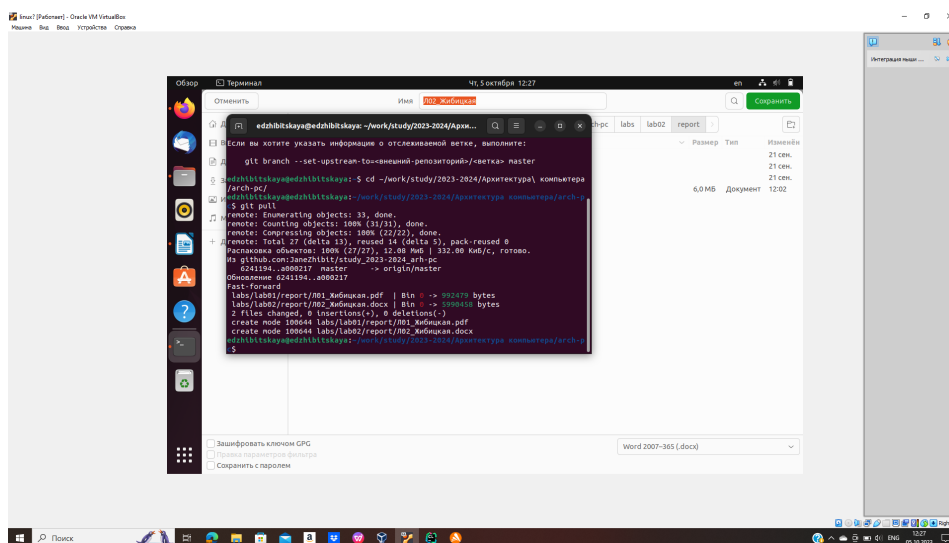 linux? [Работает] - Oracle VM VirtualBox
Машина Вид Ввод Устройства Справка
Интеграция мыши ....
Обзор Терминал Чт, 5 октября 12:27 en
Отменить Имя Л02_Жибицкая Сохранить
edzhibitskaya@edzhibitskaya: ~/work/study/2023-2024/Архи...
labs lab02 report
Размер Тип Изменён
21 сен.
21 сен.
21 сен.
6,0 МБ Документ 12:02
Если вы хотите указать информацию о отслеживаемой ветке, выполните:
git branch --set-upstream-to=<внешний-репозиторий>/<ветка> master
edzhibitskaya@edzhibitskaya:~$ cd ~/work/study/2023-2024/Архитектура\ компьютера
/arch-pc/
edzhibitskaya@edzhibitskaya:~/work/study/2023-2024/Архитектура компьютера/arch-p
$ git pull
remote: Enumerating objects: 33, done.
remote: Counting objects: 100% (31/31), done.
remote: Compressing objects: 100% (22/22), done.
remote: Total 27 (delta 13), reused 14 (delta 5), pack-reused 0
Распаковка объектов: 100% (27/27), 12.08 МиБ | 332.00 КиБ/с, готово.
Из github.com:JaneZhibit/study_2023-2024_arh-pc
6241194..a000217 master -> origin/master
Обновление 6241194..a000217
Fast-forward
labs/lab01/report/Л01_Жибицкая.pdf | Bin 0 -> 992479 bytes
labs/lab02/report/Л02_Жибицкая.docx | Bin 0 -> 5990458 bytes
2 files changed, 0 insertions(+), 0 deletions(-)
create mode 100644 labs/lab01/report/Л01_Жибицкая.pdf
create mode 100644 labs/lab02/report/Л02_Жибицкая.docx
edzhibitskaya@edzhibitskaya:~/work/study/2023-2024/Архитектура компьютера/arch-p
$
Зашифровать ключом GPG
Правка параметров фильтра
Сохранить с паролем
Word 2007–365 (.docx)
Поиск
ENG 12:27
05.10.2023